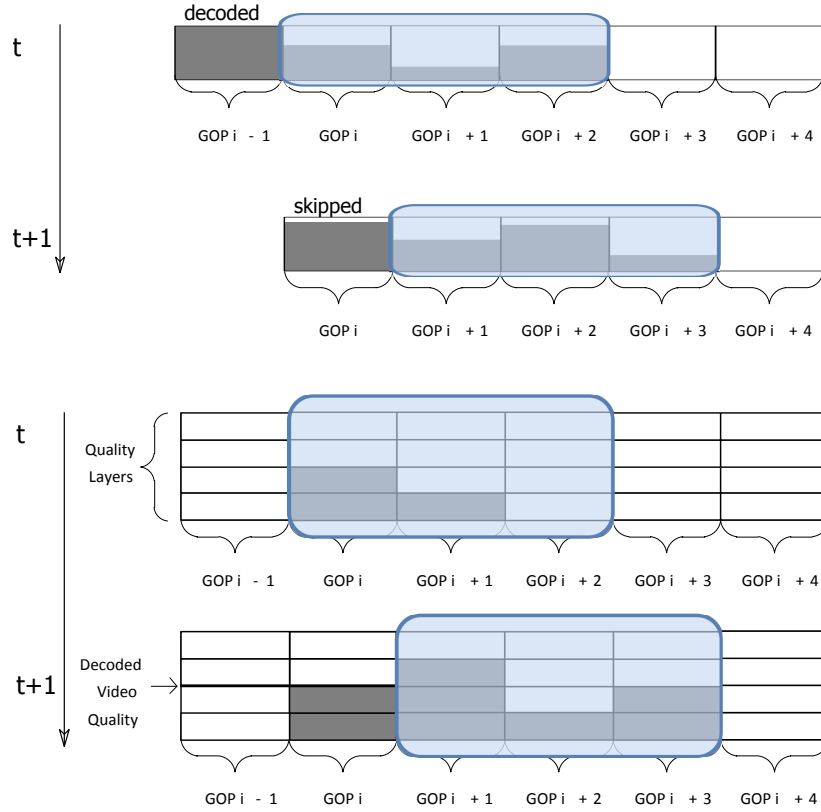 decoded
t
GOP i - 1 GOP i GOP i + 1 GOP i + 2 GOP i + 3 GOP i + 4
skipped
t+1
GOP i GOP i + 1 GOP i + 2 GOP i + 3 GOP i + 4
t
Quality
Layers
GOP i - 1 GOP i GOP i + 1 GOP i + 2 GOP i + 3 GOP i + 4
Decoded
t+1
Video
Quality
GOP i - 1 GOP i GOP i + 1 GOP i + 2 GOP i + 3 GOP i + 4